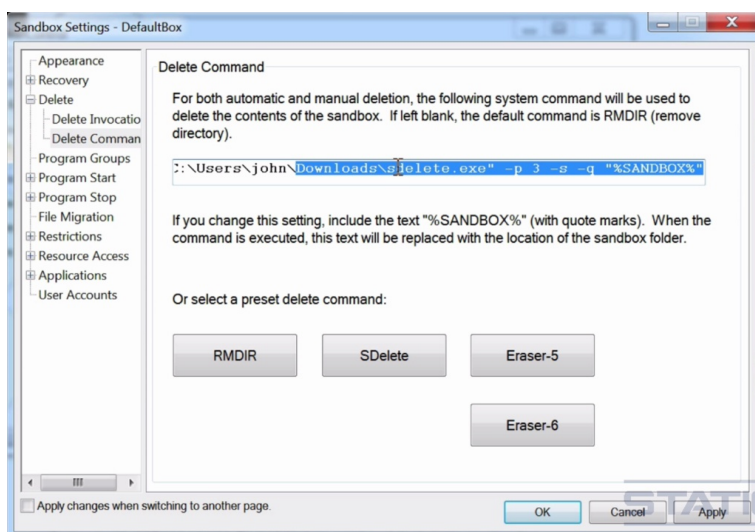 Sandbox Settings - DefaultBox
Appearance
Recovery
Delete
Delete Invocatio
Delete Comman
Program Groups
Program Start
Program Stop
File Migration
Restrictions
Resource Access
Applications
User Accounts
Delete Command
For both automatic and manual deletion, the following system command will be used to
delete the contents of the sandbox. If left blank, the default command is RMDIR (remove
directory).
C:\Users\john\Downloads\sdelete.exe" -p 3 -s -q "%SANDBOX%"
If you change this setting, include the text "%SANDBOX%" (with quote marks). When the
command is executed, this text will be replaced with the location of the sandbox folder.
Or select a preset delete command:
RMDIR
SDelete
Eraser-5
Eraser-6
Apply changes when switching to another page.
OK
Cancel
Apply